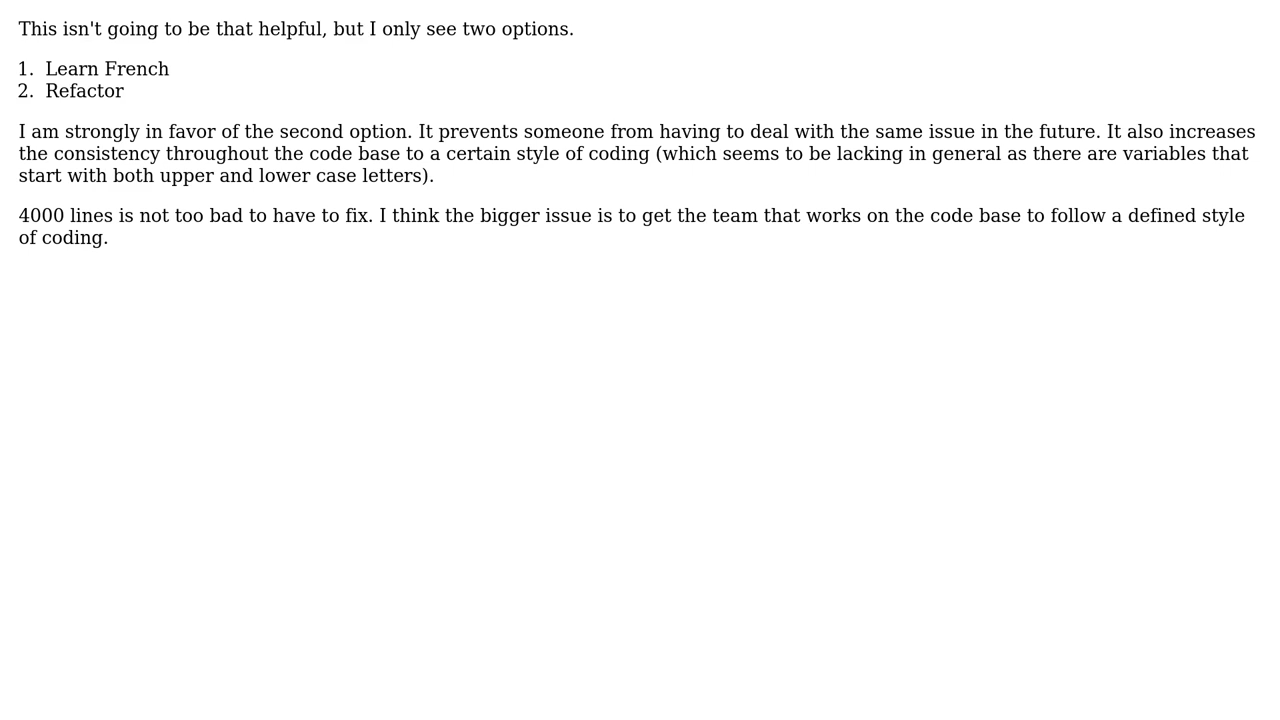 This isn't going to be that helpful, but I only see two options.
1. Learn French
2. Refactor
I am strongly in favor of the second option. It prevents someone from having to deal with the same issue in the future. It also increases
the consistency throughout the code base to a certain style of coding (which seems to be lacking in general as there are variables that
start with both upper and lower case letters).
4000 lines is not too bad to have to fix. I think the bigger issue is to get the team that works on the code base to follow a defined style
of coding.